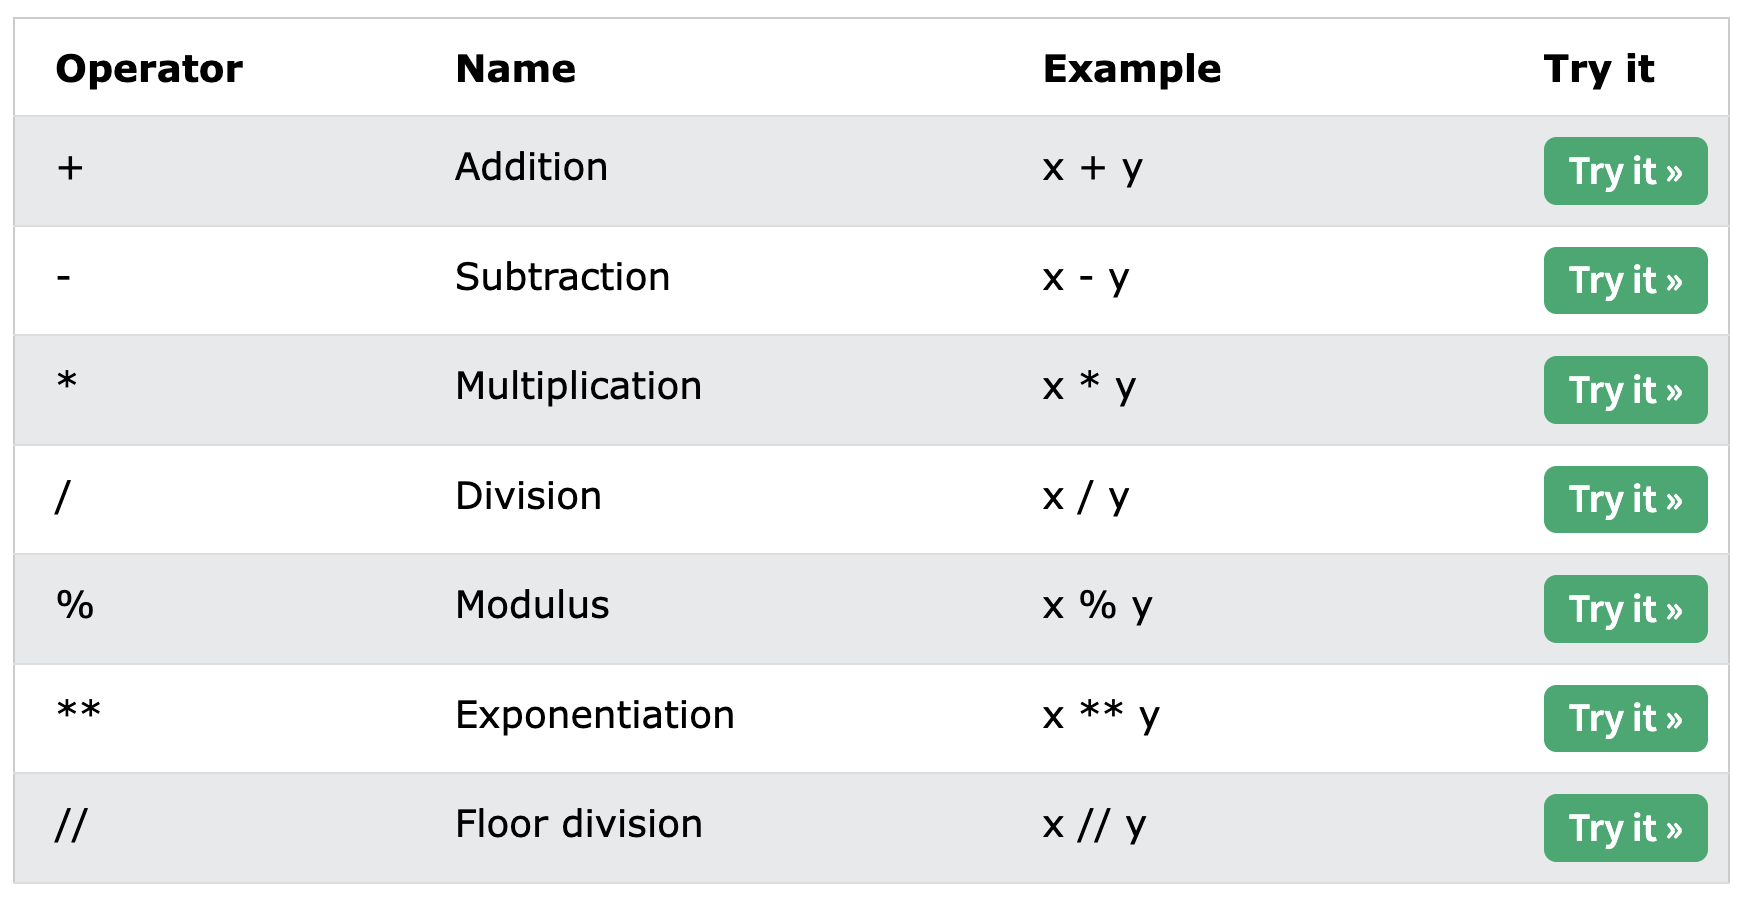 Operator Name Example Try it
+ Addition x + y Try it »
- Subtraction x - y Try it »
* Multiplication x * y Try it »
/ Division x / y Try it »
% Modulus x % y Try it »
** Exponentiation x ** y Try it »
// Floor division x // y Try it »